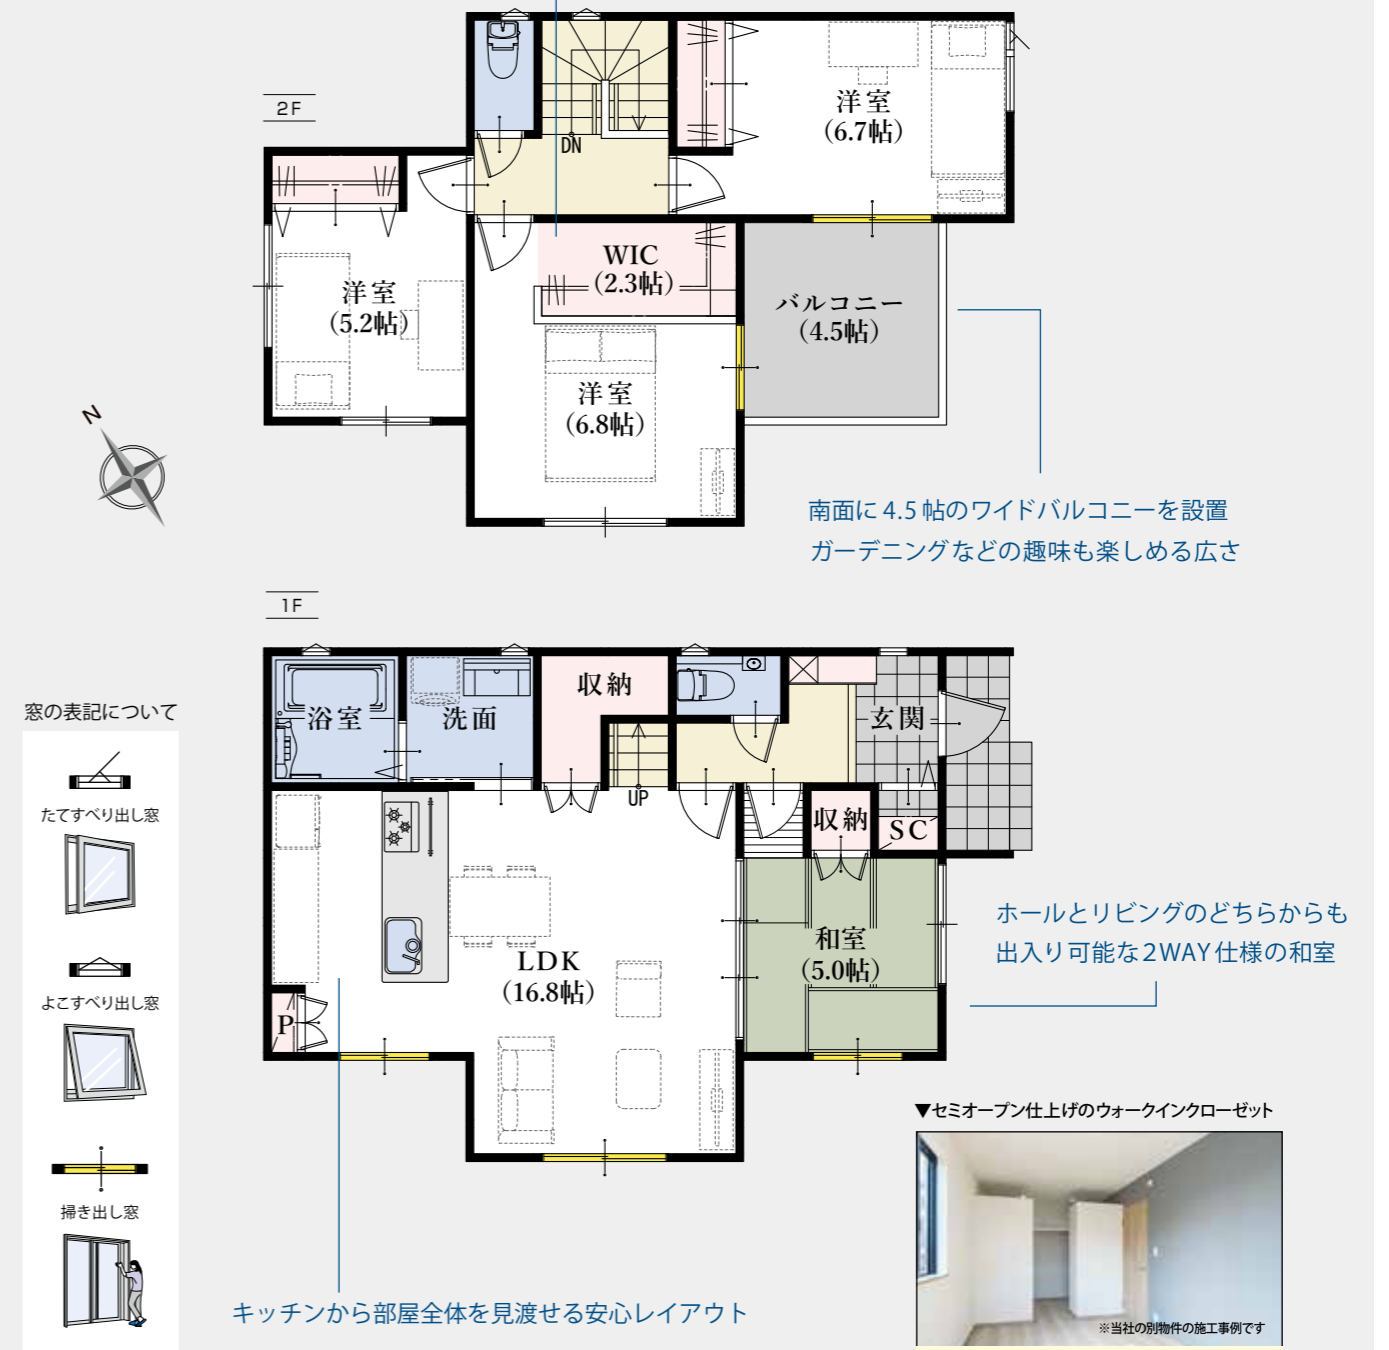 2F
DN
洋室
(6.7帖)
WIC
(2.3帖)
洋室
(5.2帖)
バルコニー
(4.5帖)
洋室
(6.8帖)
N
南面に 4.5 帖のワイドバルコニーを設置
ガーデニングなどの趣味も楽しめる広さ
1F
浴室
洗面
収納
玄関
UP
収納
SC
和室
(5.0帖)
LDK
(16.8帖)
P
ホールとリビングのどちらからも
出入り可能な2WAY仕様の和室
キッチンから部屋全体を見渡せる安心レイアウト
窓の表記について
たてすべり出し窓
よこすべり出し窓
掃き出し窓
▼セミオープン仕上げのウォークインクローゼット
※当社の別物件の施工事例です